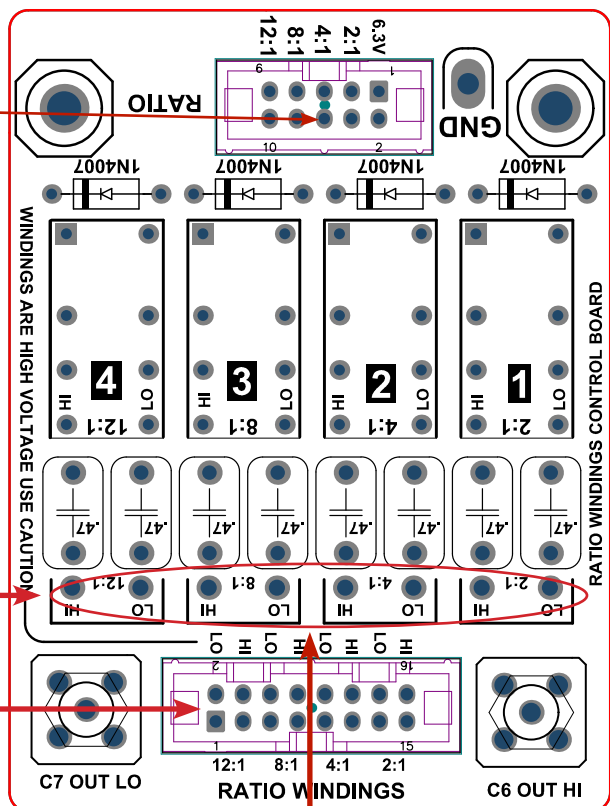 12:1 8:1 4:1 2:1 6.3V
6 1
RATIO
GND
10 2
1N4007 1N4007 1N4007 1N4007
WINDINGS ARE HIGH VOLTAGE USE CAUTION
RATIO WINDINGS CONTROL BOARD
4 3 2 1
HI LO HI LO HI LO HI LO
12:1 8:1 4:1 2:1
.47 .47 .47 .47 .47 .47 .47 .47
12:1 8:1 4:1 2:1
HI LO HI LO HI LO HI LO
LO HI LO HI LO HI LO HI
2 16
1 15
12:1 8:1 4:1 2:1
C7 OUT LO
RATIO WINDINGS
C6 OUT HI